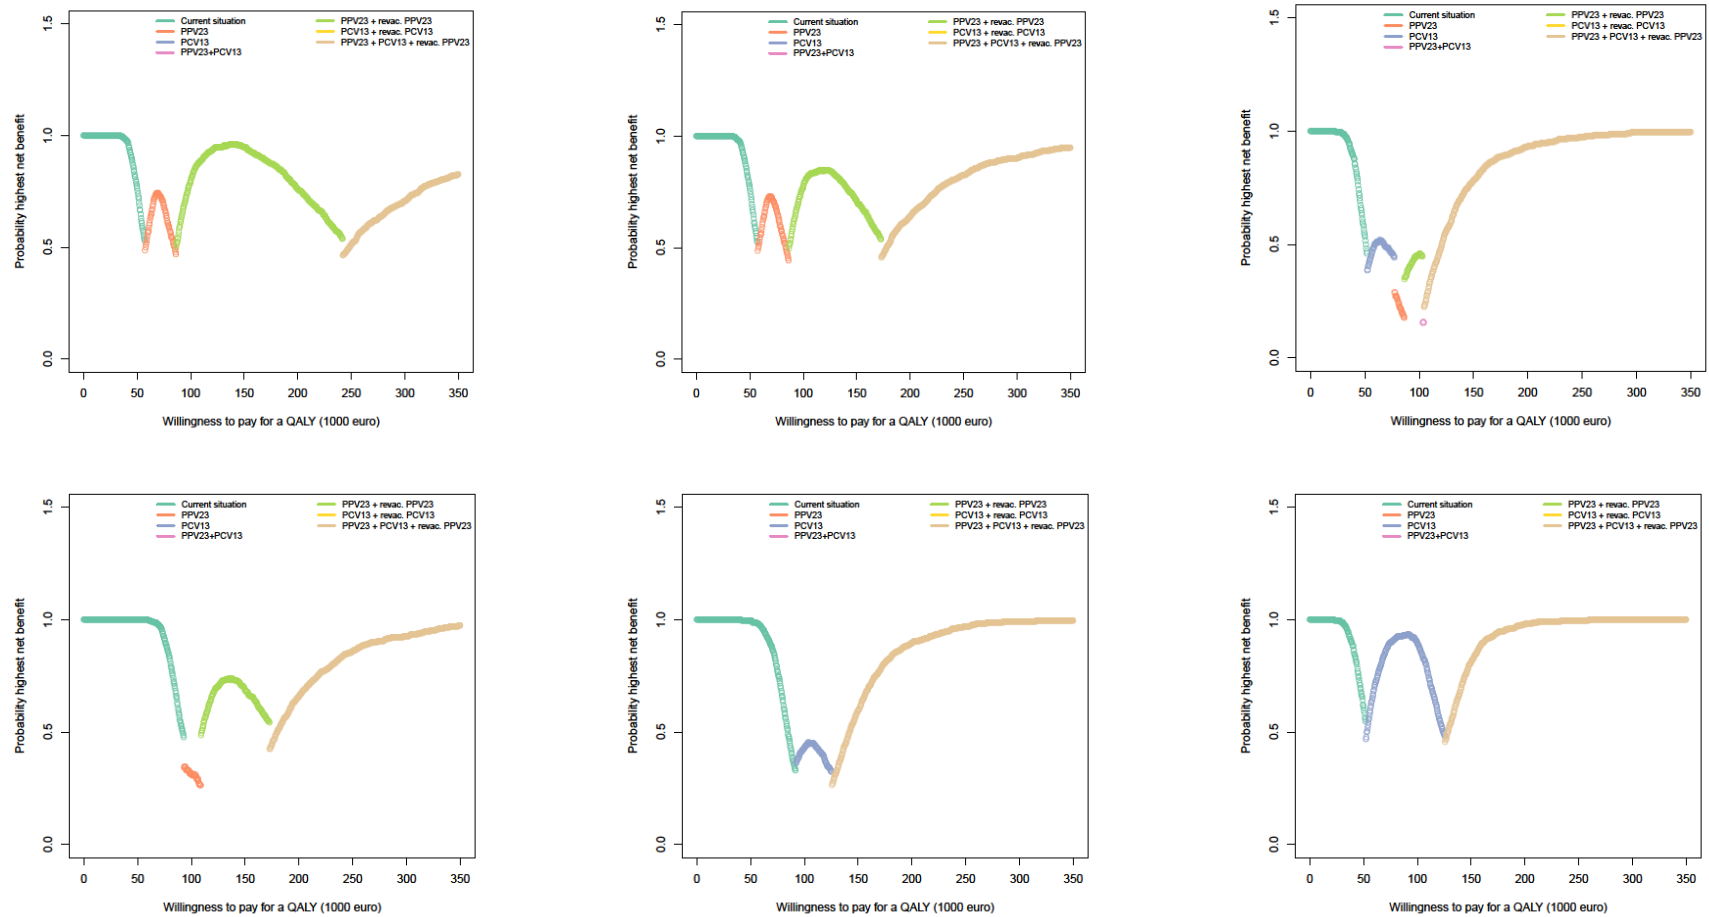 Current situation
PPV23
PCV13
PPV23+PCV13
PPV23 + revac. PPV23
PCV13 + revac. PCV13
PPV23 + PCV13 + revac. PPV23
Probability highest net benefit
1.5
1.0
0.5
0.0
0 50 100 150 200 250 300 350
Willingness to pay for a QALY (1000 euro)
Current situation
PPV23
PCV13
PPV23+PCV13
PPV23 + revac. PPV23
PCV13 + revac. PCV13
PPV23 + PCV13 + revac. PPV23
Probability highest net benefit
1.5
1.0
0.5
0.0
0 50 100 150 200 250 300 350
Willingness to pay for a QALY (1000 euro)
Current situation
PPV23
PCV13
PPV23+PCV13
PPV23 + revac. PPV23
PCV13 + revac. PCV13
PPV23 + PCV13 + revac. PPV23
Probability highest net benefit
1.5
1.0
0.5
0.0
0 50 100 150 200 250 300 350
Willingness to pay for a QALY (1000 euro)
Current situation
PPV23
PCV13
PPV23+PCV13
PPV23 + revac. PPV23
PCV13 + revac. PCV13
PPV23 + PCV13 + revac. PPV23
Probability highest net benefit
1.5
1.0
0.5
0.0
0 50 100 150 200 250 300 350
Willingness to pay for a QALY (1000 euro)
Current situation
PPV23
PCV13
PPV23+PCV13
PPV23 + revac. PPV23
PCV13 + revac. PCV13
PPV23 + PCV13 + revac. PPV23
Probability highest net benefit
1.5
1.0
0.5
0.0
0 50 100 150 200 250 300 350
Willingness to pay for a QALY (1000 euro)
Current situation
PPV23
PCV13
PPV23+PCV13
PPV23 + revac. PPV23
PCV13 + revac. PCV13
PPV23 + PCV13 + revac. PPV23
Probability highest net benefit
1.5
1.0
0.5
0.0
0 50 100 150 200 250 300 350
Willingness to pay for a QALY (1000 euro)